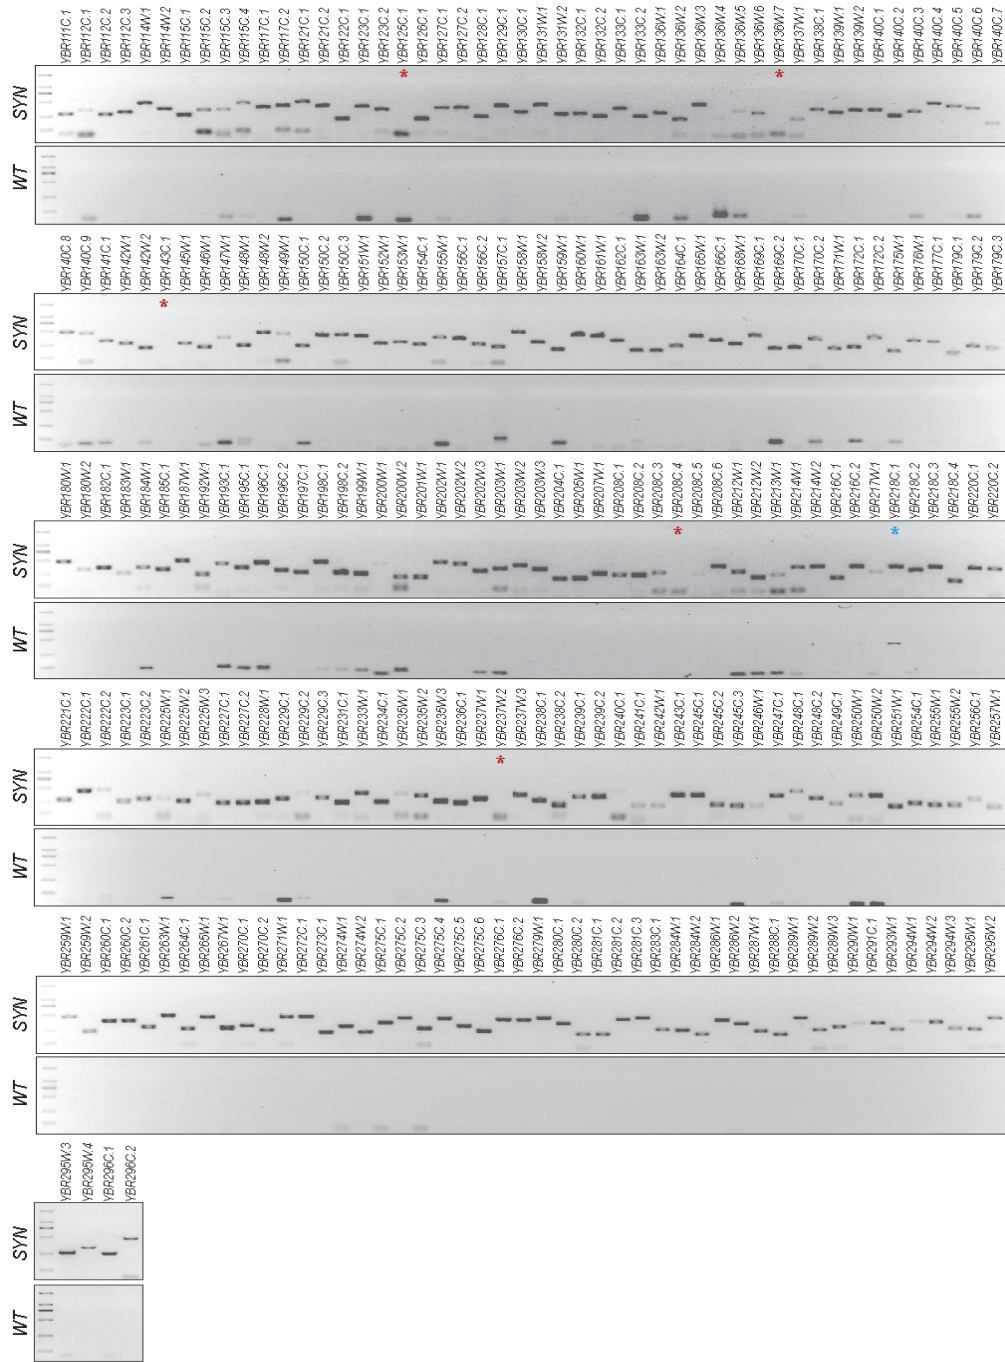 YBR111C.1 YBR112C.1 YBR112C.2 YBR112C.3 YBR114W.1 YBR114W.2 YBR115C.1 YBR115C.2 YBR115C.3 YBR115C.4 YBR117C.1 YBR117C.2 YBR121C.1 YBR121C.2 YBR122C.1 YBR123C.1 YBR123C.2 YBR125C.1 YBR126C.1 YBR127C.1 YBR127C.2 YBR128C.1 YBR129C.1 YBR130C.1 YBR131W.1 YBR131W.2 YBR132C.1 YBR132C.2 YBR133C.1 YBR133C.2 YBR136W.1 YBR136W.2 YBR136W.3 YBR136W.4 YBR136W.5 YBR136W.6 YBR136W.7 YBR137W.1 YBR138C.1 YBR139W.1 YBR139W.2 YBR140C.1 YBR140C.2 YBR140C.3 YBR140C.4 YBR140C.5 YBR140C.6 YBR140C.7
* *
SYN
WT
YBR140C.8 YBR140C.9 YBR141C.1 YBR142W.1 YBR142W.2 YBR143C.1 YBR145W.1 YBR146W.1 YBR147W.1 YBR148W.1 YBR148W.2 YBR149W.1 YBR150C.1 YBR150C.2 YBR150C.3 YBR151W.1 YBR152W.1 YBR153W.1 YBR154C.1 YBR155W.1 YBR156C.1 YBR156C.2 YBR157C.1 YBR158W.1 YBR158W.2 YBR159W.1 YBR160W.1 YBR161W.1 YBR162C.1 YBR163W.1 YBR163W.2 YBR164C.1 YBR165W.1 YBR166C.1 YBR168W.1 YBR169C.1 YBR169C.2 YBR170C.1 YBR170C.2 YBR171W.1 YBR172C.1 YBR172C.2 YBR175W.1 YBR176W.1 YBR177C.1 YBR179C.1 YBR179C.2 YBR179C.3
*
SYN
WT
YBR180W.1 YBR180W.2 YBR182C.1 YBR183W.1 YBR184W.1 YBR185C.1 YBR187W.1 YBR192W.1 YBR193C.1 YBR195C.1 YBR196C.1 YBR196C.2 YBR197C.1 YBR198C.1 YBR198C.2 YBR199W.1 YBR200W.1 YBR200W.2 YBR201W.1 YBR202W.1 YBR202W.2 YBR202W.3 YBR203W.1 YBR203W.2 YBR203W.3 YBR204C.1 YBR205W.1 YBR207W.1 YBR208C.1 YBR208C.2 YBR208C.3 YBR208C.4 YBR208C.5 YBR208C.6 YBR212W.1 YBR212W.2 YBR213W.1 YBR214W.1 YBR214W.2 YBR216C.1 YBR216C.2 YBR217W.1 YBR218C.1 YBR218C.2 YBR218C.3 YBR218C.4 YBR220C.1 YBR220C.2
* *
SYN
WT
YBR221C.1 YBR222C.1 YBR222C.2 YBR223C.1 YBR223C.2 YBR225W.1 YBR225W.2 YBR225W.3 YBR227C.1 YBR227C.2 YBR228W.1 YBR229C.1 YBR229C.2 YBR229C.3 YBR231C.1 YBR233W.1 YBR234C.1 YBR235W.1 YBR235W.2 YBR235W.3 YBR236C.1 YBR237W.1 YBR237W.2 YBR237W.3 YBR238C.1 YBR238C.2 YBR239C.1 YBR239C.2 YBR240C.1 YBR241C.1 YBR242W.1 YBR243C.1 YBR245C.1 YBR245C.2 YBR245C.3 YBR246W.1 YBR247C.1 YBR248C.1 YBR248C.2 YBR249C.1 YBR250W.1 YBR250W.2 YBR251W.1 YBR254C.1 YBR255W.1 YBR255W.2 YBR256C.1 YBR257W.1
*
SYN
WT
YBR259W.1 YBR259W.2 YBR260C.1 YBR260C.2 YBR261C.1 YBR263W.1 YBR264C.1 YBR265W.1 YBR267W.1 YBR270C.1 YBR270C.2 YBR271W.1 YBR272C.1 YBR273C.1 YBR274W.1 YBR274W.2 YBR275C.1 YBR275C.2 YBR275C.3 YBR275C.4 YBR275C.5 YBR275C.6 YBR276C.1 YBR276C.2 YBR279W.1 YBR280C.1 YBR280C.2 YBR281C.1 YBR281C.2 YBR281C.3 YBR283C.1 YBR284W.1 YBR284W.2 YBR286W.1 YBR286W.2 YBR287W.1 YBR288C.1 YBR289W.1 YBR289W.2 YBR289W.3 YBR290W.1 YBR291C.1 YBR293W.1 YBR294W.1 YBR294W.2 YBR294W.3 YBR295W.1 YBR295W.2
SYN
WT
YBR295W.3 YBR295W.4 YBR296C.1 YBR296C.2
SYN
WT